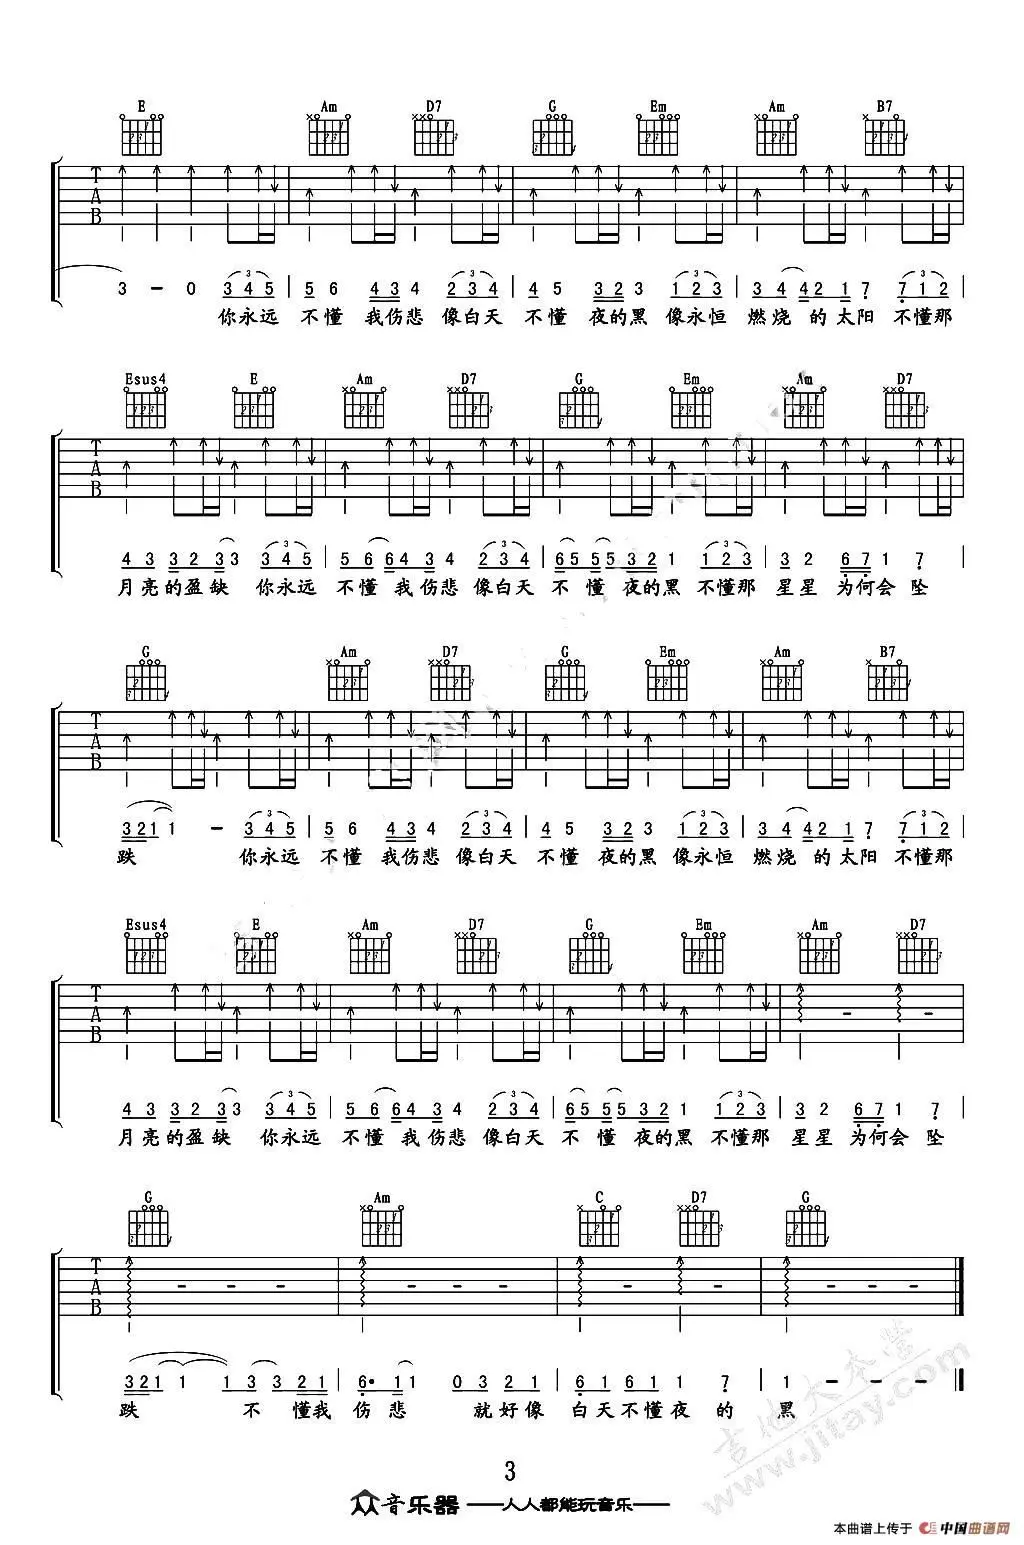 E Am D7 G Em Am B7
T
A
B
3 - 0 3 4 5 | 5 6 4 3 4 2 3 4 | 4 5 3 2 3 1 2 3 | 3 4 4 2 1 7 7 1 2 |
你永远 不懂 我伤悲 像白天 不懂 夜的黑 像永恒 燃烧 的 太阳 不懂那
Esus4 E Am D7 G Em Am D7
T
A
B
4 3 3 2 3 3 3 4 5 | 5 6 6 4 3 4 2 3 4 | 6 5 5 5 3 2 1 1 2 3 | 3 2 6 7 1 7 |
月亮的盈缺 你永远 不懂 我伤悲 像白天 不懂 夜的黑 不懂那 星星 为何会 坠
G Am D7 G Em Am B7
T
A
B
3 2 1 1 - 3 4 5 | 5 6 4 3 4 2 3 4 | 4 5 3 2 3 1 2 3 | 3 4 4 2 1 7 7 1 2 |
跌 你永远 不懂 我伤悲 像白天 不懂 夜的黑 像永恒 燃烧 的 太阳 不懂那
Esus4 E Am D7 G Em Am D7
T
A
B
4 3 3 2 3 3 3 4 5 | 5 6 6 4 3 4 2 3 4 | 6 5 5 5 3 2 1 1 2 3 | 3 2 6 7 1 7 |
月亮的盈缺 你永远 不懂 我伤悲 像白天 不懂 夜的黑 不懂那 星星 为何会 坠
G Am C D7 G
T
A
B
3 2 1 1 1 3 3 2 1 | 6· 1 1 0 3 2 1 | 6 1 6 1 1 7 | 1 - - - |
跌 不 懂我 伤 悲 就好像 白天不懂夜 的 黑
吉他大本营
www.jitay.com
3
众音乐器 ——人人都能玩音乐——
本曲谱上传于 中国曲谱网